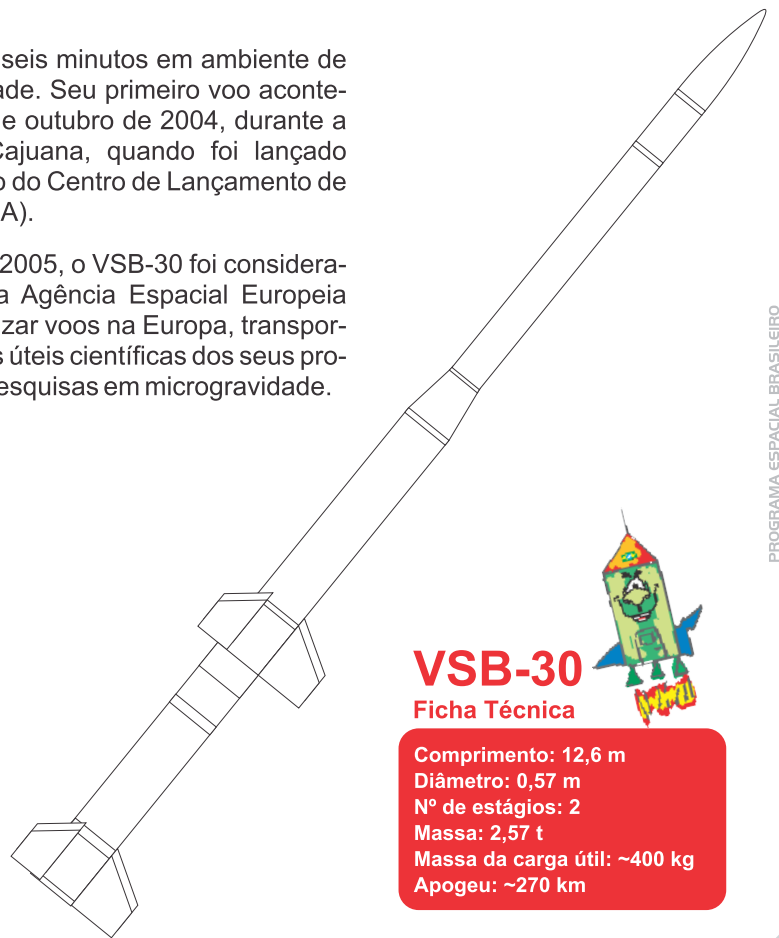 seis minutos em ambiente de
ade. Seu primeiro voo aconte-
e outubro de 2004, durante a
Cajuana, quando foi lançado
o do Centro de Lançamento de
A).
2005, o VSB-30 foi considera-
a Agência Espacial Europeia
zar voos na Europa, transpor-
s úteis científicas dos seus pro-
esquisas em microgravidade.
PROGRAMA ESPACIAL BRASILEIRO
VSB-30
Ficha Técnica
Comprimento: 12,6 m
Diâmetro: 0,57 m
Nº de estágios: 2
Massa: 2,57 t
Massa da carga útil: ~400 kg
Apogeu: ~270 km